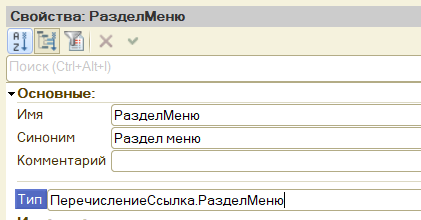 Свойства: РазделМеню
Поиск (Ctrl+Alt+I)
Основные:
Имя РазделМеню
Синоним Раздел меню
Комментарий
Тип ПеречислениеСсылка.РазделМеню